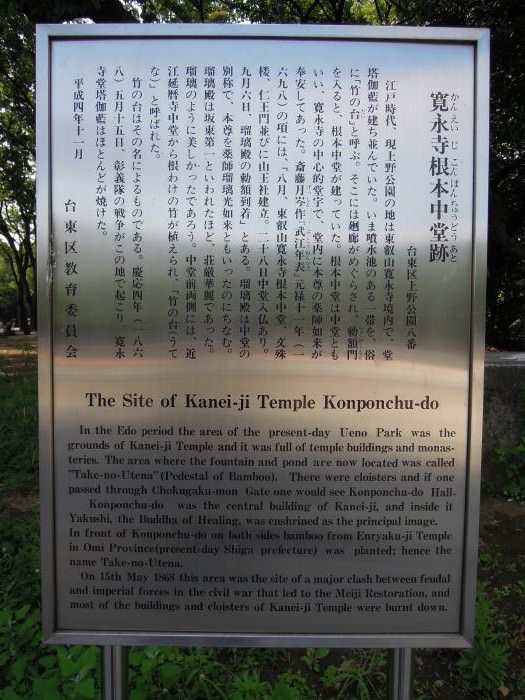 寛永寺根本中堂跡
かんえいじこんぽんちゅうどうあと
台東区上野公園八番
江戸時代、現上野公園の地は東叡山寛永寺境内で、堂
塔伽藍が建ち並んでいた。いま噴水池のある一帯を、俗
に「竹の台」と呼ぶ。そこには廻廊がめぐらされ、勅額門
を入ると、根本中堂が建っていた。根本中堂は中堂とも
いい、寛永寺の中心的堂宇で、堂内に本尊の薬師如来が
奉安してあった。斎藤月岑作『武江年表』元禄十一年(一
六九八)の項には、「八月、東叡山寛永寺根本中堂、文殊
楼、仁王門並びに山王社建立、二十八日中堂入仏あり。
九月六日、瑠璃殿の勅額到着」とある。瑠璃殿は中堂の
別称で、本尊を薬師瑠璃光如来ともいったのにちなむ。
瑠璃殿は坂東第一といわれたほど、荘厳華麗であった。
瑠璃のように美しかったであろう。中堂前両側には、近
江延暦寺中堂から根わけの竹が植えられ、「竹の台(うて
な)」と呼ばれた。
竹の台はその名によるものである。慶応四年(一八六
八)五月十五日、彰義隊の戦争がこの地で起こり、寛永
寺堂塔伽藍はほとんどが焼けた。
平成四年十一月
台東区教育委員会
The Site of Kanei-ji Temple Konponchu-do
In the Edo period the area of the present-day Ueno Park was the
grounds of Kanei-ji Temple and it was full of temple buildings and monas-
teries. The area where the fountain and pond are now located was called
"Take-no-Utena"(Pedestal of Bamboo). There were cloisters and if one
passed through Chokugaku-mon Gate one would see Konponchu-do Hall.
Konponchu-do was the central building of Kanei-ji, and inside it
Yakushi, the Buddha of Healing, was enshrined as the principal image.
In front of Konponchu-do on both sides bamboo from Enryaku-ji Temple
in Omi Province(present-day Shiga prefecture) was planted; hence the
name Take-no-Utena.
On 15th May 1868 this area was the site of a major clash between feudal
and imperial forces in the civil war that led to the Meiji Restoration, and
most of the buildings and cloisters of Kanei-ji Temple were burnt down.